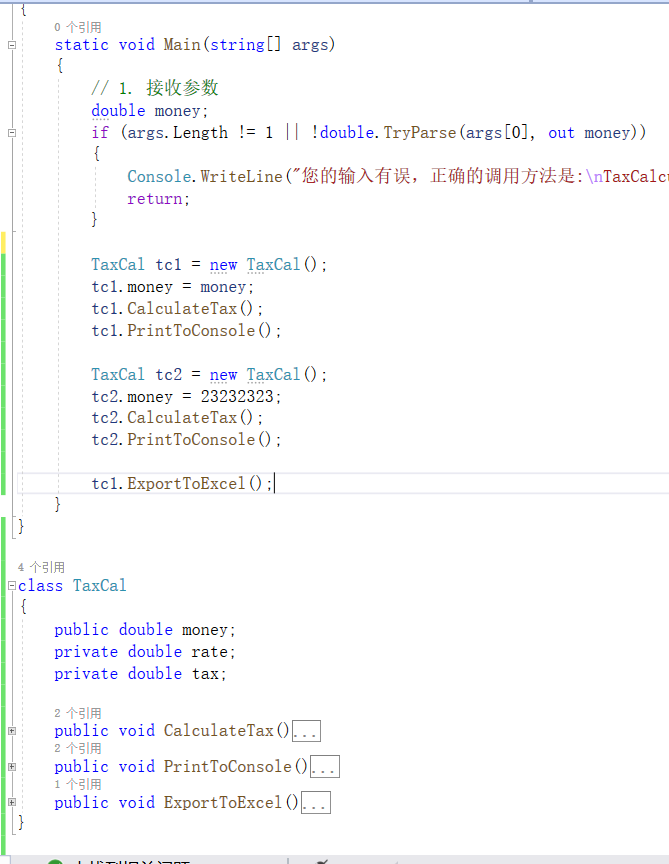 {
0 个引用
static void Main(string[] args)
{
// 1. 接收参数
double money;
if (args.Length != 1 || !double.TryParse(args[0], out money))
{
Console.WriteLine("您的输入有误，正确的调用方法是:\nTaxCalcu
return;
}
TaxCal tc1 = new TaxCal();
tc1.money = money;
tc1.CalculateTax();
tc1.PrintToConsole();
TaxCal tc2 = new TaxCal();
tc2.money = 23232323;
tc2.CalculateTax();
tc2.PrintToConsole();
tc1.ExportToExcel();
}
}
4 个引用
class TaxCal
{
public double money;
private double rate;
private double tax;
2 个引用
public void CalculateTax()...
2 个引用
public void PrintToConsole()...
1 个引用
public void ExportToExcel()...
}